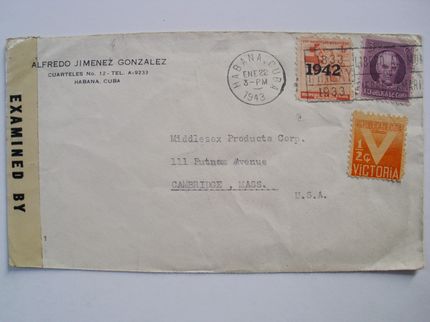 ALFREDO JIMENEZ GONZALEZ
CUARTELES No. 12 - TEL. A-9233
HABANA, CUBA
EXAMINED BY
HABANA, CUBA
ENE 22
3-PM
1943
1942
1933
1933
Middlesex Products Corp.
111 Putnam Avenue
CAMBRIDGE, MASS.
U.S.A.
V
1/2 ¢
VICTORIA